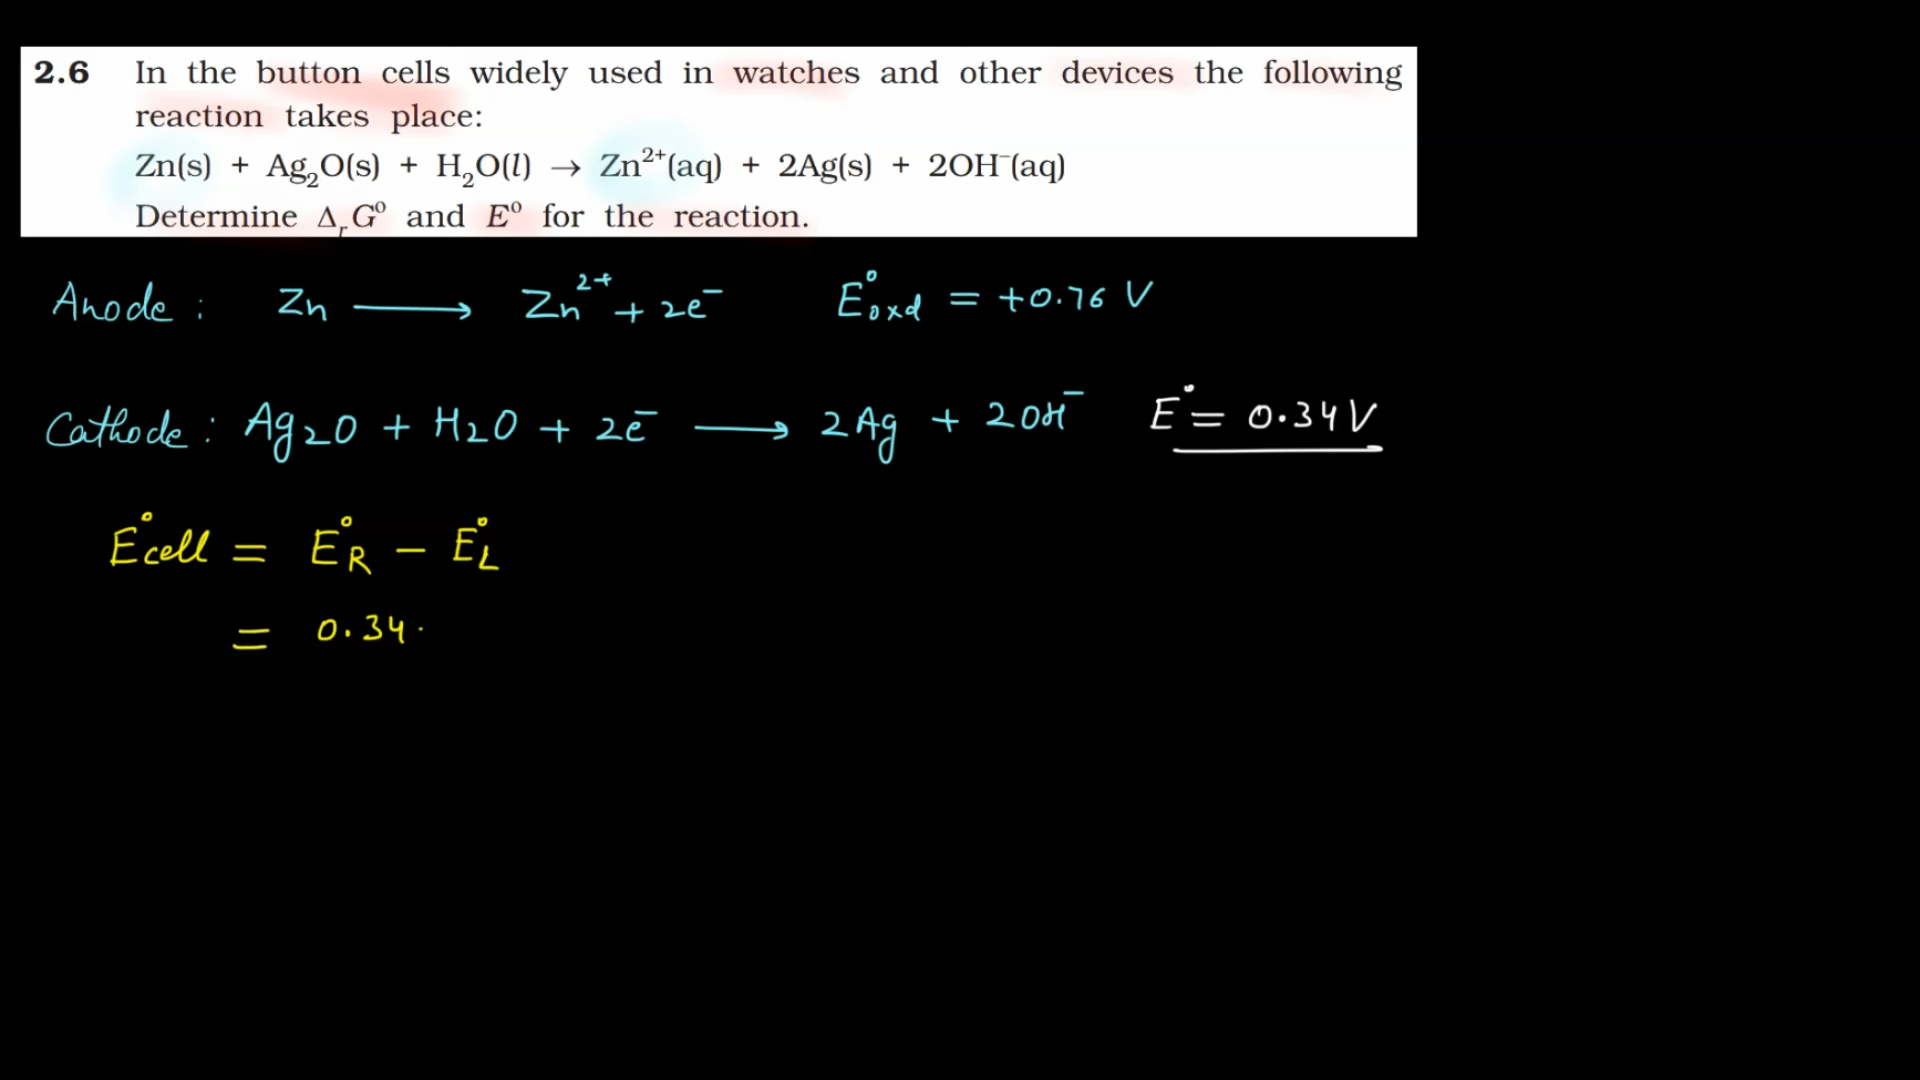 2.6 In the button cells widely used in watches and other devices the following
reaction takes place:
Zn(s) + Ag₂O(s) + H₂O(l) → Zn²⁺(aq) + 2Ag(s) + 2OH⁻(aq)
Determine ΔᵣG⁰ and E⁰ for the reaction.
Anode : Zn ⟶ Zn²⁺ + 2e⁻ E°oxd = +0.76 V
Cathode : Ag₂O + H₂O + 2e⁻ ⟶ 2Ag + 2OH⁻ E° = 0.34V
E°cell = E°R − E°L
= 0.34 ·